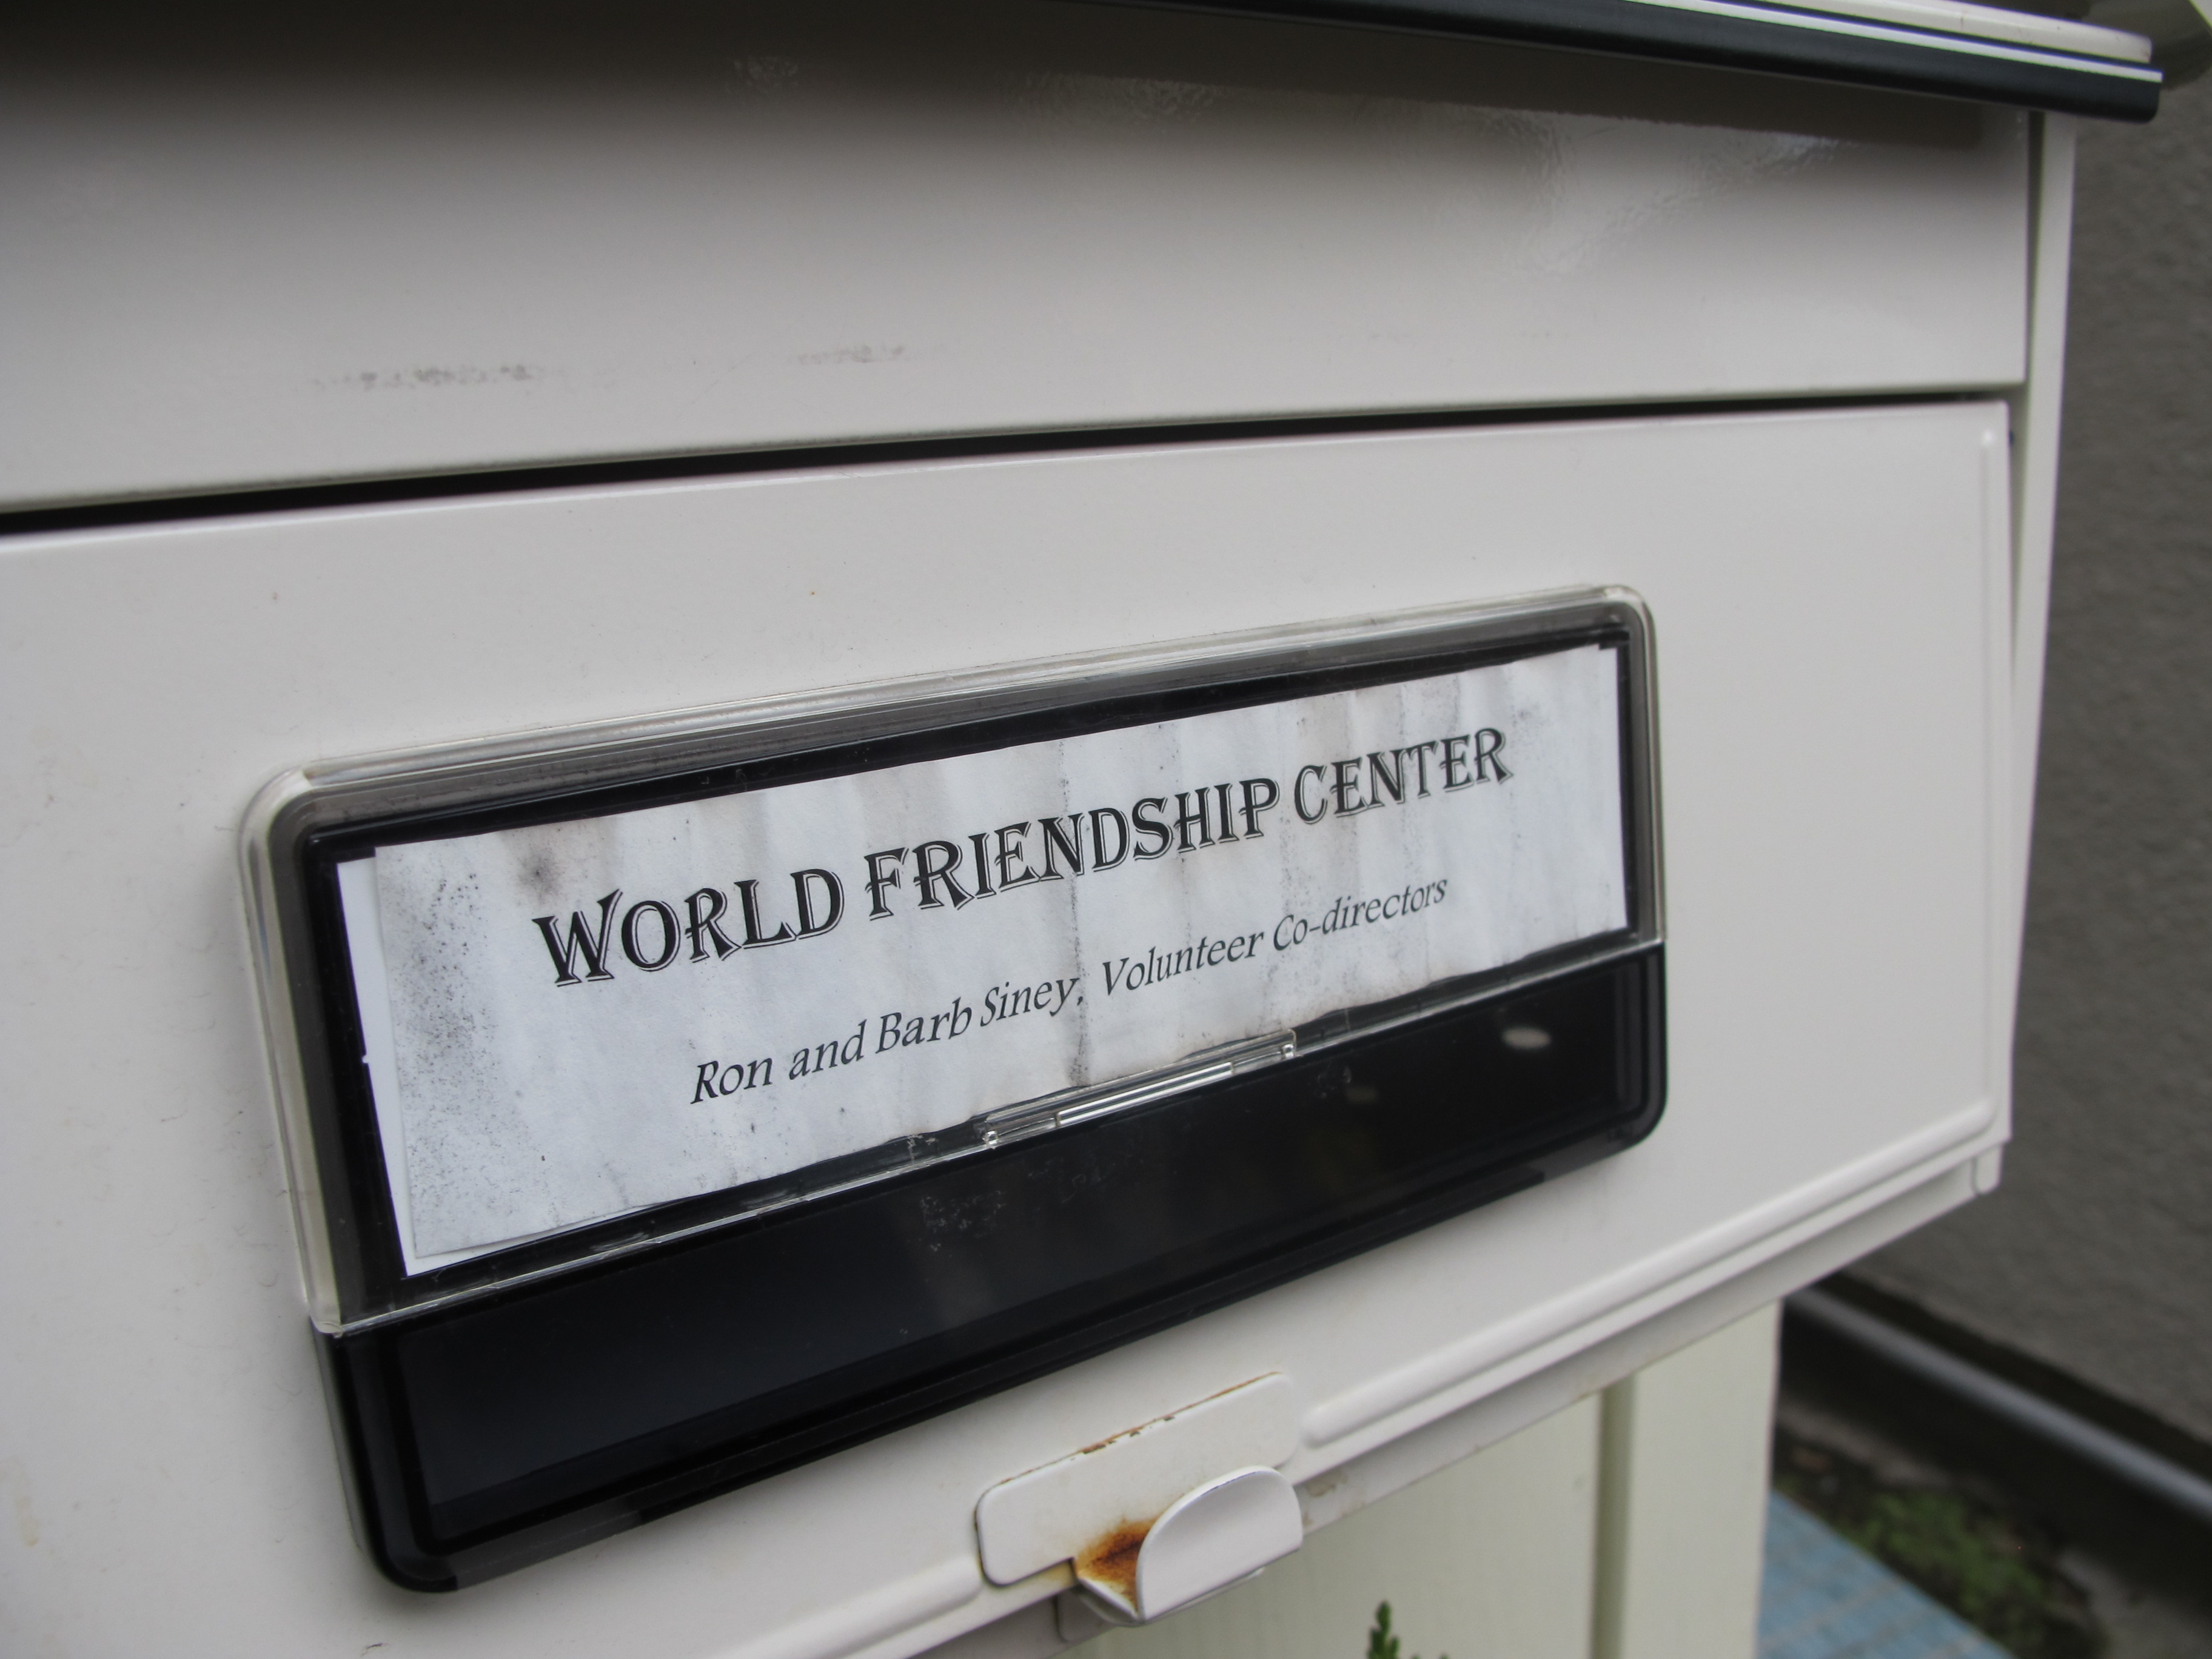 WORLD FRIENDSHIP CENTER
Ron and Barb Siney, Volunteer Co-directors